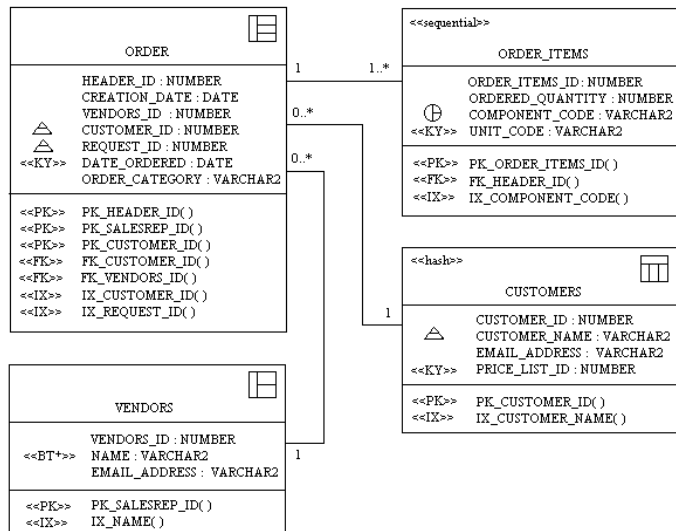 ORDER
HEADER_ID : NUMBER
CREATION_DATE : DATE
VENDORS_ID : NUMBER
CUSTOMER_ID : NUMBER
REQUEST_ID : NUMBER
<<KY>> DATE_ORDERED : DATE
ORDER_CATEGORY : VARCHAR2
<<PK>> PK_HEADER_ID( )
<<PK>> PK_SALESREP_ID( )
<<PK>> PK_CUSTOMER_ID( )
<<FK>> FK_CUSTOMER_ID( )
<<FK>> FK_VENDORS_ID( )
<<IX>> IX_CUSTOMER_ID( )
<<IX>> IX_REQUEST_ID( )
1
1..*
0..*
0..*
1
1
<<sequential>>
ORDER_ITEMS
ORDER_ITEMS_ID : NUMBER
ORDERED_QUANTITY : NUMBER
COMPONENT_CODE : VARCHAR2
<<KY>> UNIT_CODE : VARCHAR2
<<PK>> PK_ORDER_ITEMS_ID( )
<<FK>> FK_HEADER_ID( )
<<IX>> IX_COMPONENT_CODE( )
<<hash>>
CUSTOMERS
CUSTOMER_ID : NUMBER
CUSTOMER_NAME : VARCHAR2
EMAIL_ADDRESS : VARCHAR2
<<KY>> PRICE_LIST_ID : NUMBER
<<PK>> PK_CUSTOMER_ID( )
<<IX>> IX_CUSTOMER_NAME( )
VENDORS
VENDORS_ID : NUMBER
<<BT+>> NAME : VARCHAR2
EMAIL_ADDRESS : VARCHAR2
<<PK>> PK_SALESREP_ID( )
<<IX>> IX_NAME( )